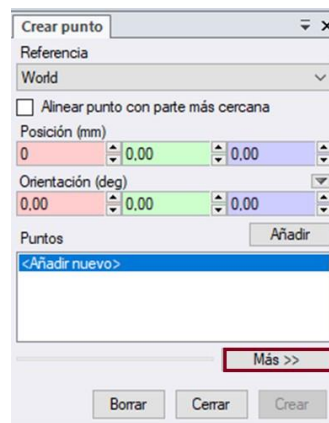 Crear punto
Referencia
World
Alinear punto con parte más cercana
Posición (mm)
0 0,00 0,00
Orientación (deg)
0,00 0,00 0,00
Puntos Añadir
<Añadir nuevo>
Más >>
Borrar Cerrar Crear